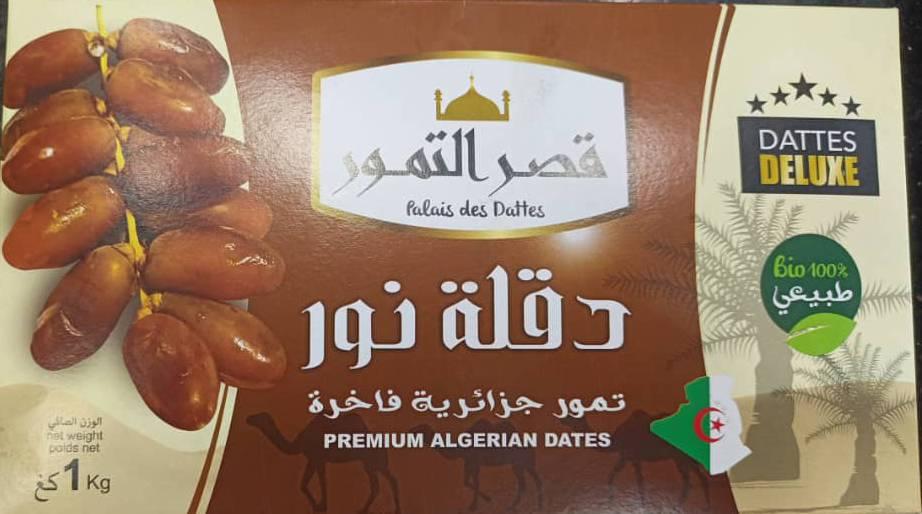 قصر التمور
Palais des Dattes
دقلة نور
تمور جزائرية فاخرة
PREMIUM ALGERIAN DATES
DATTES
DELUXE
Bio 100%
طبيعي
الوزن الصافي
net weight
poids net
1 كغ Kg